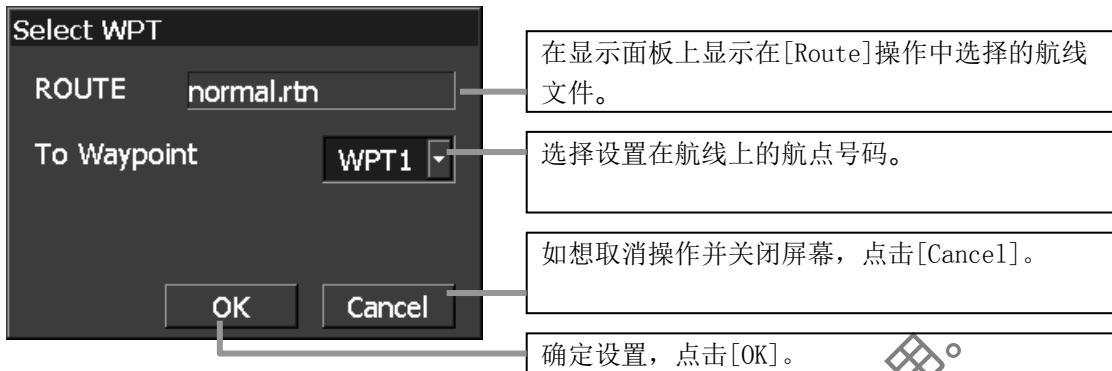 Select WPT
ROUTE normal.rtn
To Waypoint WPT1
OK Cancel
在显示面板上显示在[Route]操作中选择的航线
文件。
选择设置在航线上的航点号码。
如想取消操作并关闭屏幕，点击[Cancel]。
确定设置，点击[OK]。